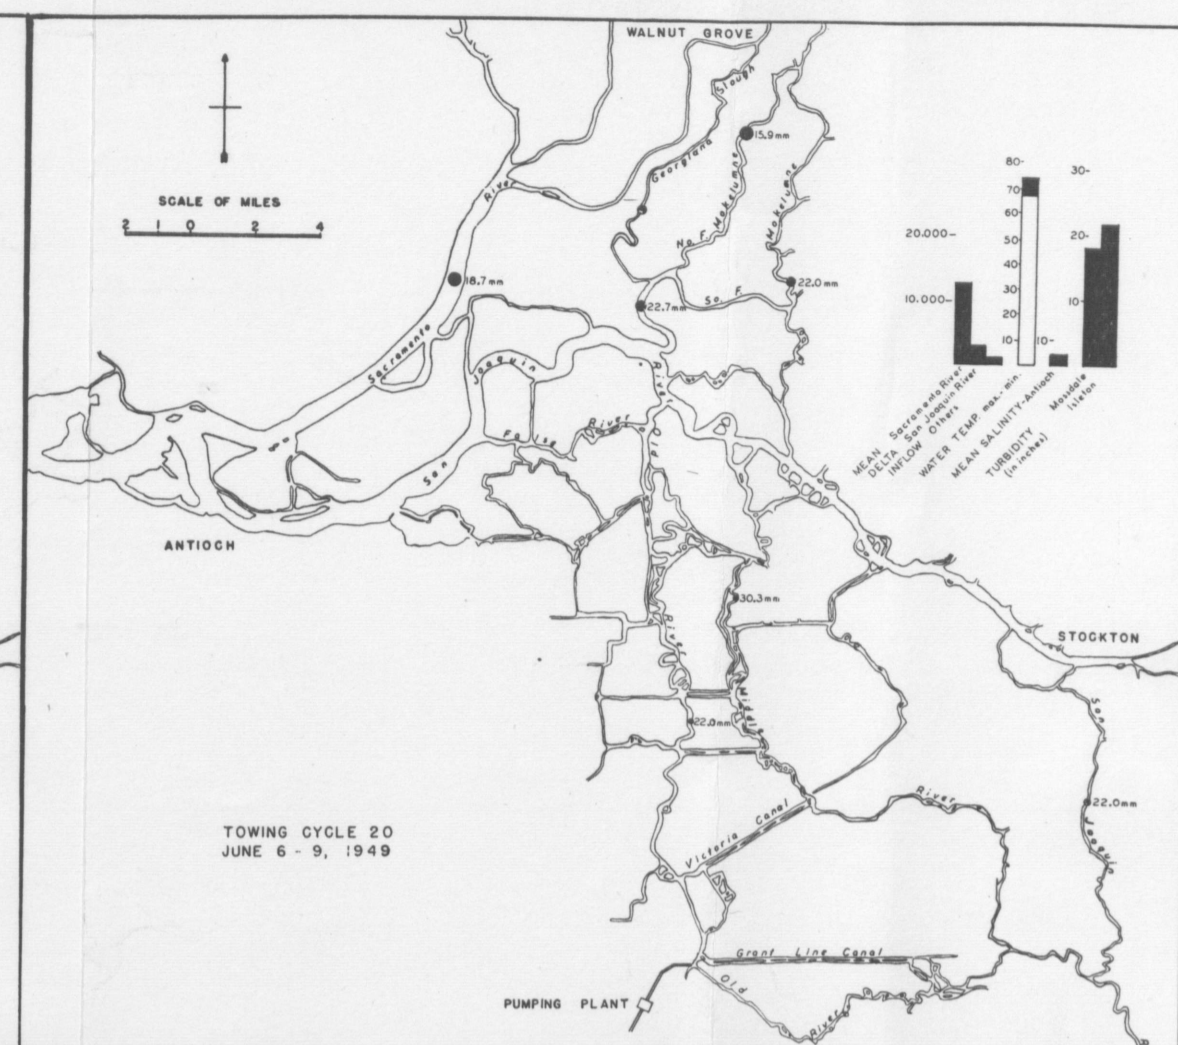 WALNUT GROVE
Slough
Georgiana
15.9mm
Mokelumne
No. F.
Mokelumne
SCALE OF MILES
2 1 0 2 4
River
18.7mm
22.7mm
So. F.
22.0mm
Sacramento
Joaquin
River
So.
False
River
San
Old
ANTIOCH
30.3mm
River
STOCKTON
San
Middle
22.0mm
River
22.0mm
Joaquin
Victoria Canal
TOWING CYCLE 20
JUNE 6 - 9, 1949
Grant Line Canal
Old
River
PUMPING PLANT
20.000-
10.000-
80-
70-
60-
50-
40-
30-
20-
10-
10-
30-
20-
10-
MEAN Sacramento River
DELTA San Joaquin River
INFLOW Others
WATER TEMP. max.-min.
MEAN SALINITY-Antioch
TURBIDITY Mossdale
(in inches) Isleton